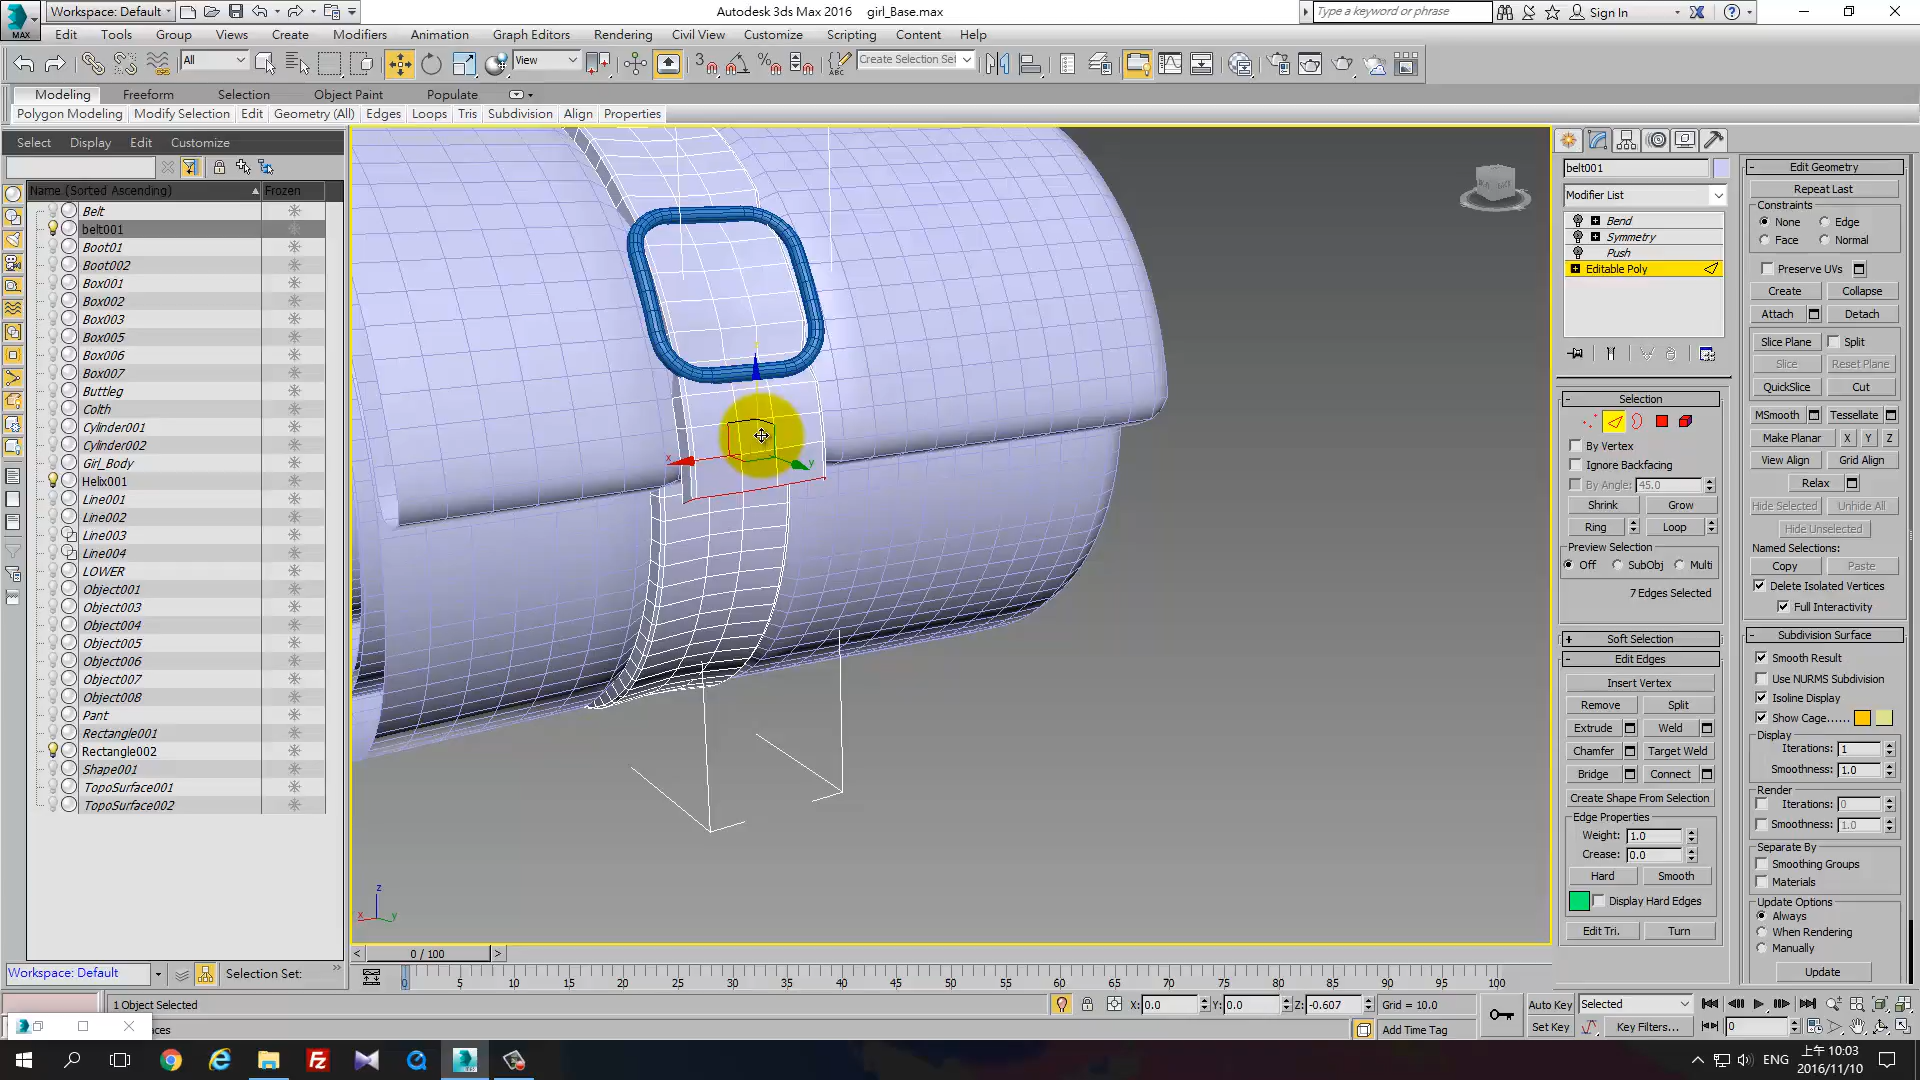 Workspace: Default
Autodesk 3ds Max 2016 girl_Base.max
Type a keyword or phrase
Sign In
MAX
Edit Tools Group Views Create Modifiers Animation Graph Editors Rendering Civil View Customize Scripting Content Help
All
View
Create Selection Set
Modeling Freeform Selection Object Paint Populate
Polygon Modeling Modify Selection Edit Geometry (All) Edges Loops Tris Subdivision Align Properties
Select Display Edit Customize
Name (Sorted Ascending) Frozen
Belt
belt001
Boot01
Boot002
Box001
Box002
Box003
Box005
Box006
Box007
Buttleg
Colth
Cylinder001
Cylinder002
Girl_Body
Helix001
Line001
Line002
Line003
Line004
LOWER
Object001
Object003
Object004
Object005
Object006
Object007
Object008
Pant
Rectangle001
Rectangle002
Shape001
TopoSurface001
TopoSurface002
x
y
z
x
y
belt001
Modifier List
Bend
Symmetry
Push
Editable Poly
Selection
By Vertex
Ignore Backfacing
By Angle: 45.0
Shrink Grow
Ring Loop
Preview Selection
Off SubObj Multi
7 Edges Selected
Soft Selection
Edit Edges
Insert Vertex
Remove Split
Extrude Weld
Chamfer Target Weld
Bridge Connect
Create Shape From Selection
Edge Properties
Weight: 1.0
Crease: 0.0
Hard Smooth
Display Hard Edges
Edit Tri. Turn
Edit Geometry
Repeat Last
Constraints
None Edge
Face Normal
Preserve UVs
Create Collapse
Attach Detach
Slice Plane Split
Slice Reset Plane
QuickSlice Cut
MSmooth Tessellate
Make Planar X Y Z
View Align Grid Align
Relax
Hide Selected Unhide All
Hide Unselected
Named Selections:
Copy Paste
Delete Isolated Vertices
Full Interactivity
Subdivision Surface
Smooth Result
Use NURMS Subdivision
Isoline Display
Show Cage......
Display
Iterations: 1
Smoothness: 1.0
Render
Iterations: 0
Smoothness: 1.0
Separate By
Smoothing Groups
Materials
Update Options
Always
When Rendering
Manually
Update
Workspace: Default
Selection Set:
0 / 100
0 5 10 15 20 25 30 35 40 45 50 55 60 65 70 75 80 85 90 95 100
1 Object Selected
X: 0.0 Y: 0.0 Z: -0.607 Grid = 10.0
Add Time Tag
Auto Key Selected
Set Key Key Filters...
0
ENG
上午 10:03
2016/11/10